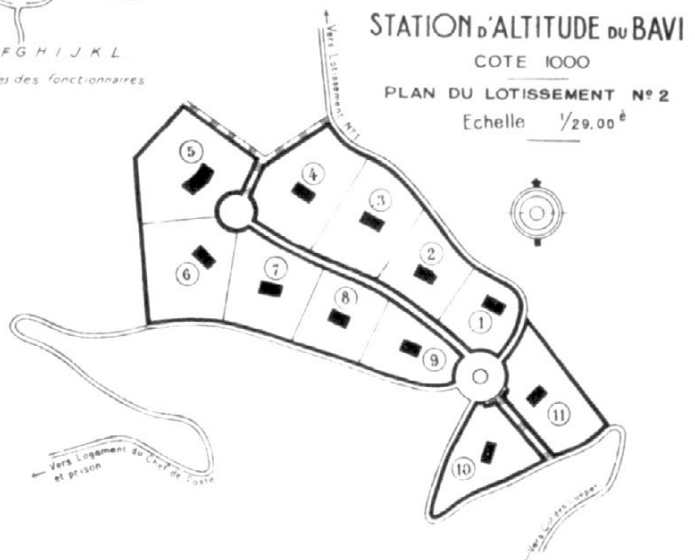 STATION D'ALTITUDE DU BAVI
COTE 1000
PLAN DU LOTISSEMENT Nº 2
Echelle 1/29.00è
F G H I J. K. L.
des fonctionnaires
Vers Lotissement Nº1
5
4
3
2
1
6
7
8
9
10
11
Vers Logement du Chef de Poste
et prison
Vers